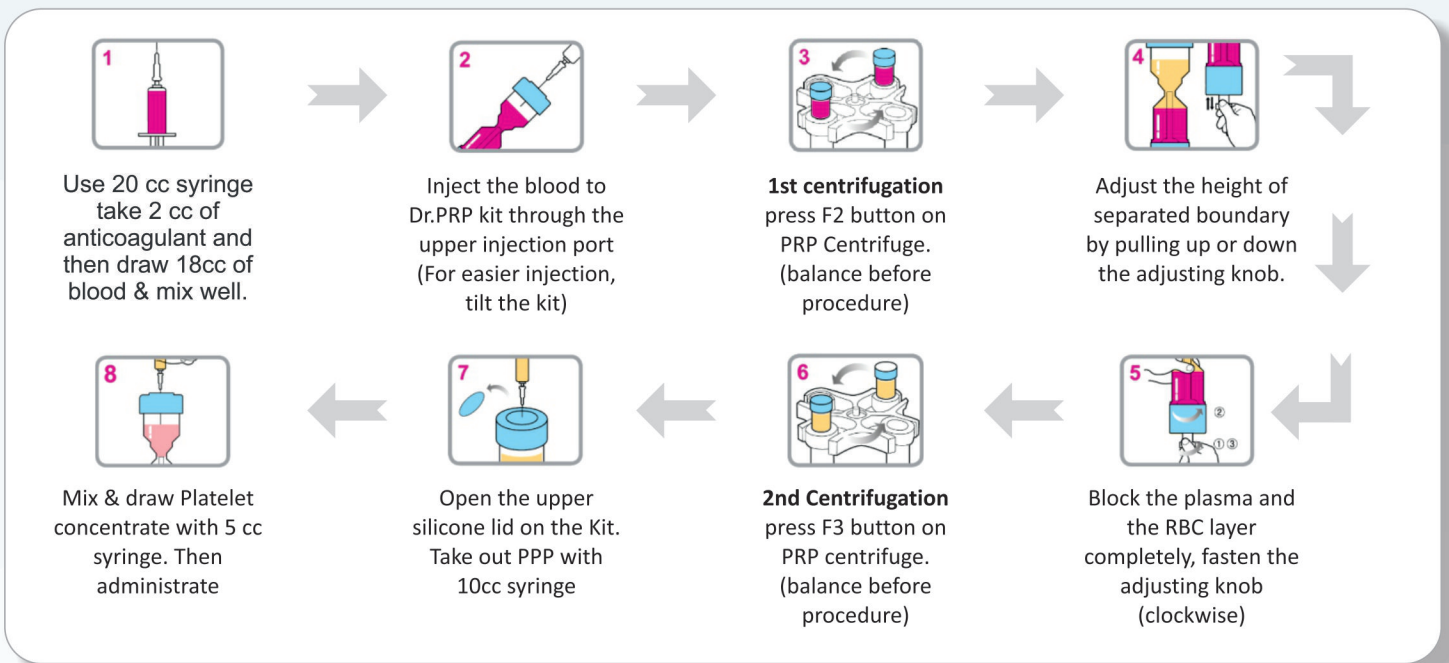 1
Use 20 cc syringe
take 2 cc of
anticoagulant and
then draw 18cc of
blood & mix well.
2
Inject the blood to
Dr.PRP kit through the
upper injection port
(For easier injection,
tilt the kit)
3
1st centrifugation
press F2 button on
PRP Centrifuge.
(balance before
procedure)
4
Adjust the height of
separated boundary
by pulling up or down
the adjusting knob.
5
② 
① ③
Block the plasma and
the RBC layer
completely, fasten the
adjusting knob
(clockwise)
6
2nd Centrifugation
press F3 button on
PRP centrifuge.
(balance before
procedure)
7
Open the upper
silicone lid on the Kit.
Take out PPP with
10cc syringe
8
Mix & draw Platelet
concentrate with 5 cc
syringe. Then
administrate